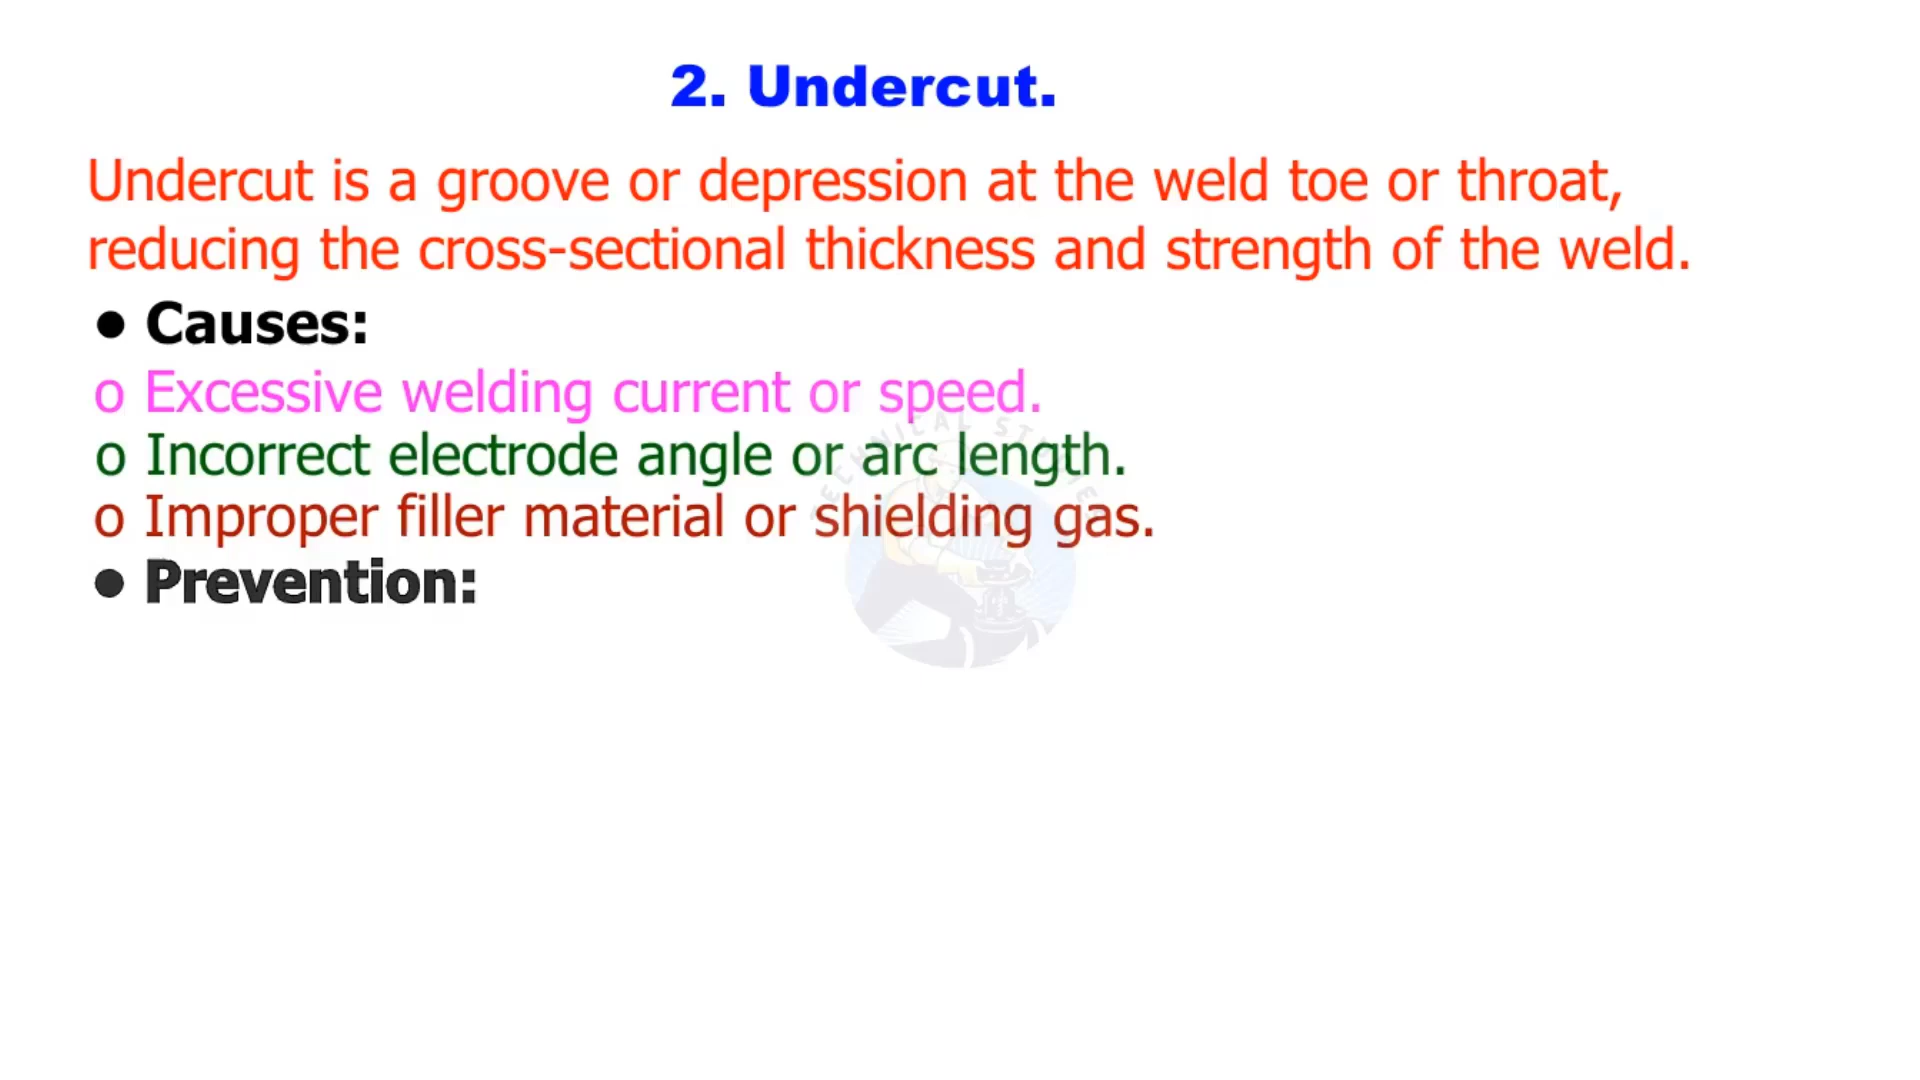 2. Undercut.
Undercut is a groove or depression at the weld toe or throat,
reducing the cross-sectional thickness and strength of the weld.
● Causes:
o Excessive welding current or speed.
o Incorrect electrode angle or arc length.
TECHNICAL STUDIES
o Improper filler material or shielding gas.
● Prevention: